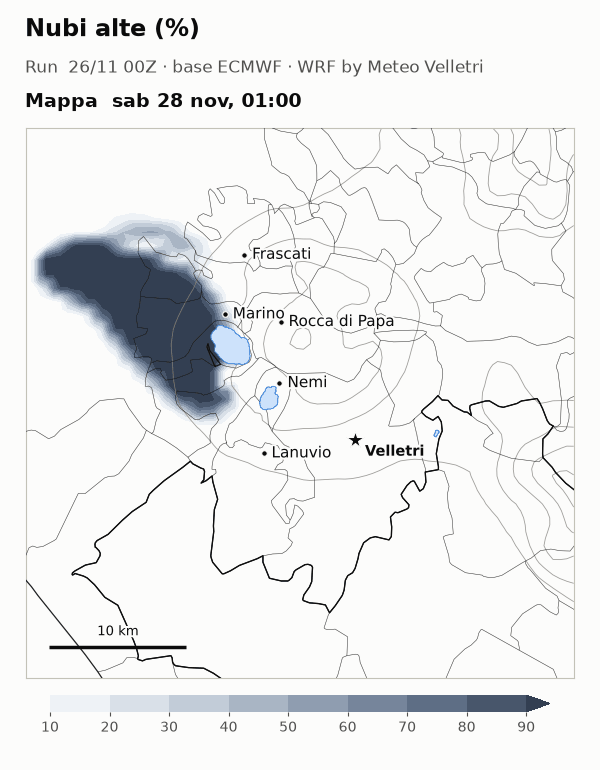 Nubi alte (%)
Run  26/11 00Z · base ECMWF · WRF by Meteo Velletri
Mappa  sab 28 nov, 01:00
Frascati
Marino
Rocca di Papa
Nemi
Velletri
Lanuvio
10 km
10 20 30 40 50 60 70 80 90